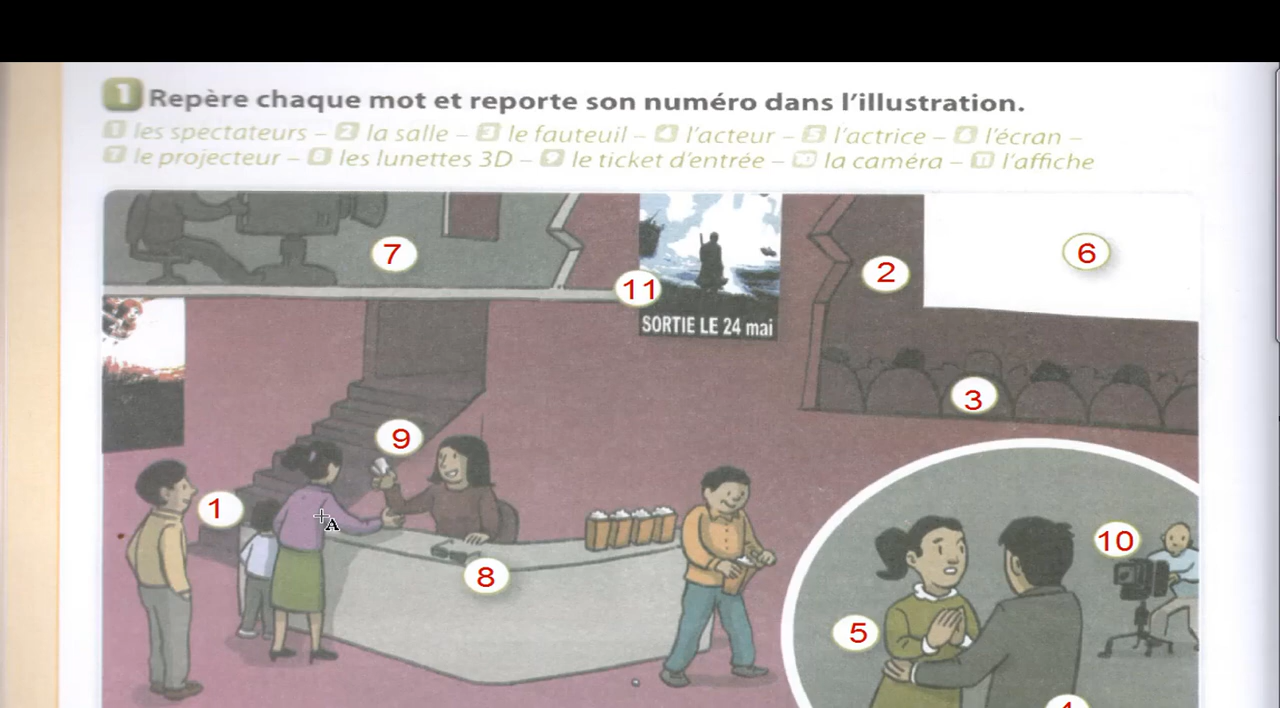 1 Repère chaque mot et reporte son numéro dans l'illustration.
1 les spectateurs – 2 la salle – 3 le fauteuil – 4 l'acteur – 5 l'actrice – 6 l'écran –
7 le projecteur – 8 les lunettes 3D – 9 le ticket d'entrée – 10 la caméra – 11 l'affiche
7
2
6
11
SORTIE LE 24 mai
3
9
1
10
8
5
4
A